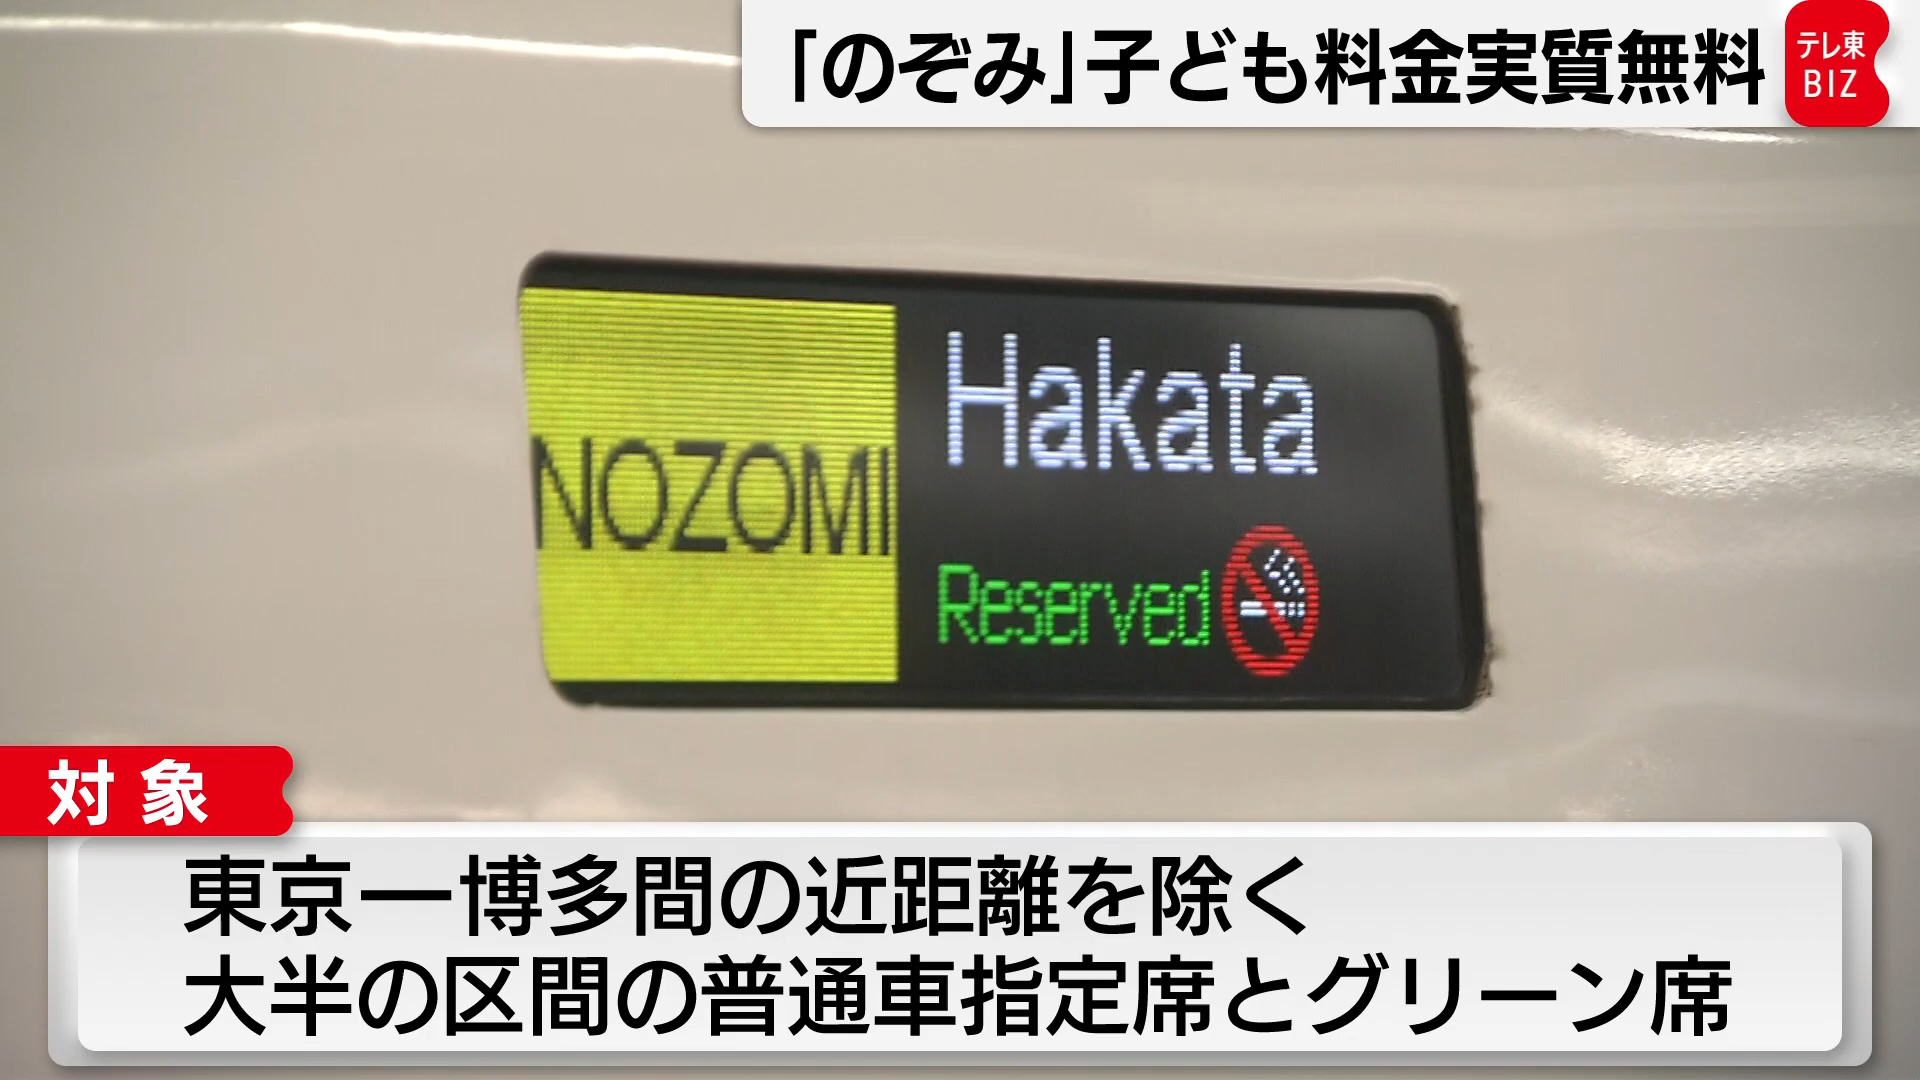 「のぞみ」子ども料金実質無料
テレ東
BIZ
NOZOMI
Hakata
Reserved
対象
東京ー博多間の近距離を除く
大半の区間の普通車指定席とグリーン席